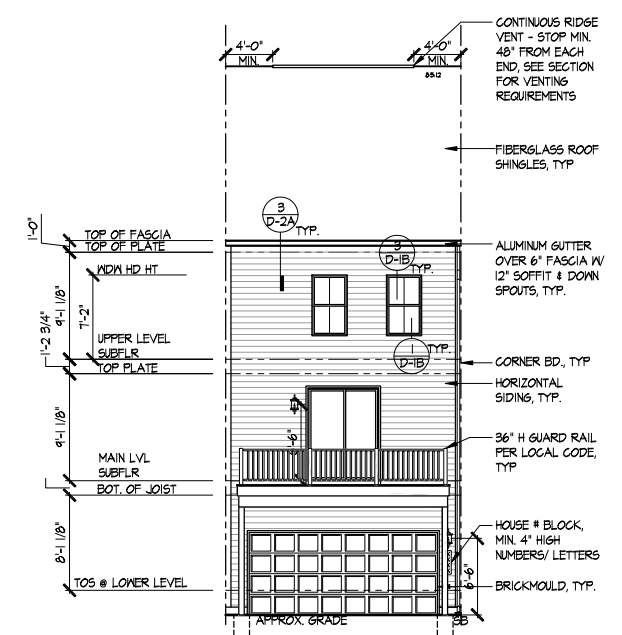 CONTINUOUS RIDGE
VENT - STOP MIN.
48" FROM EACH
END, SEE SECTION
FOR VENTING
REQUIREMENTS
4'-0"
MIN.
4'-0"
MIN.
FIBERGLASS ROOF
SHINGLES, TYP
3
D-2A
TYP.
1'-0"
TOP OF FASCIA
TOP OF PLATE
WDW HD HT
3
D-1B
TYP.
ALUMINUM GUTTER
OVER 6" FASCIA W/
12" SOFFIT & DOWN
SPOUTS, TYP.
9'-1 1/8"
7'-2"
1'-2 3/4"
UPPER LEVEL
SUBFLR
TOP PLATE
1
D-1B
TYP.
CORNER BD., TYP
HORIZONTAL
SIDING, TYP.
9'-1 1/8"
36" H GUARD RAIL
PER LOCAL CODE,
TYP
MAIN LVL
SUBFLR
BOT. OF JOIST
8'-1 1/8"
HOUSE # BLOCK,
MIN. 4" HIGH
NUMBERS/ LETTERS
6'-6"
BRICKMOULD, TYP.
TOS @ LOWER LEVEL
APPROX. GRADE